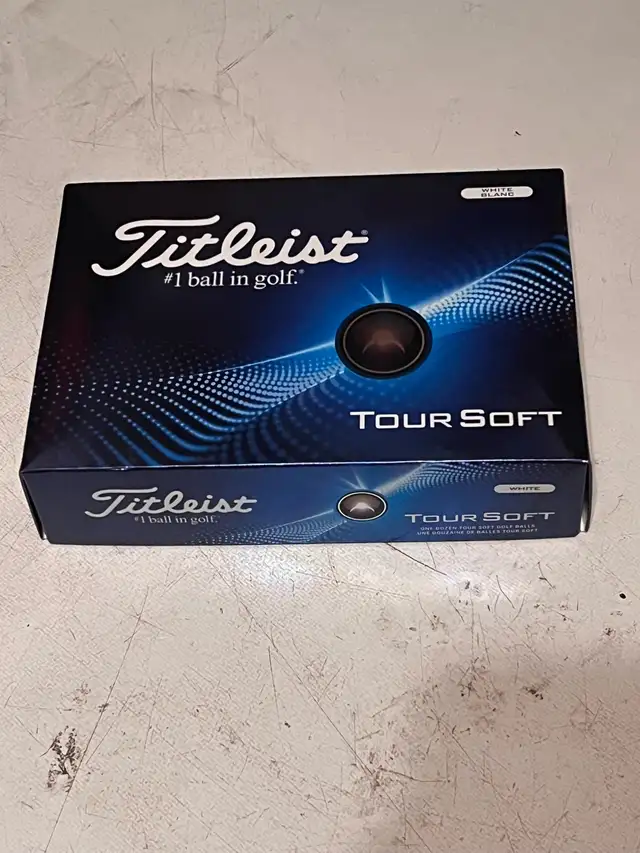 WHITE
BLANC
Titleist®
#1 ball in golf.®
TOUR SOFT
Titleist
#1 ball in golf.
WHITE
TOUR SOFT
ONE DOZEN TOUR SOFT GOLF BALLS
UNE DOUZAINE DE BALLES TOUR SOFT